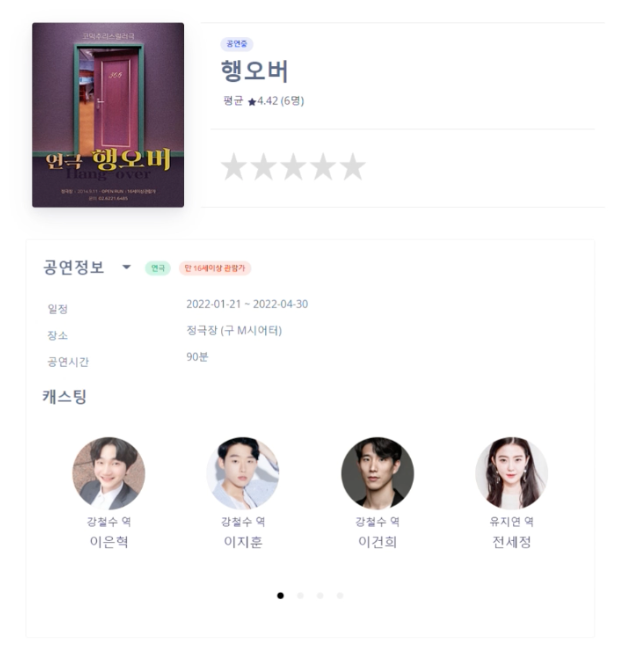 코믹추리스릴러극
연극 행오버
Hang over
공연중
행오버
평균 ★4.42 (6명)
공연정보
연극
만 16세이상 관람가
일정
2022-01-21 ~ 2022-04-30
장소
정극장 (구 M시어터)
공연시간
90분
캐스팅
강철수 역
이은혁
강철수 역
이지훈
강철수 역
이건희
유지연 역
전세정